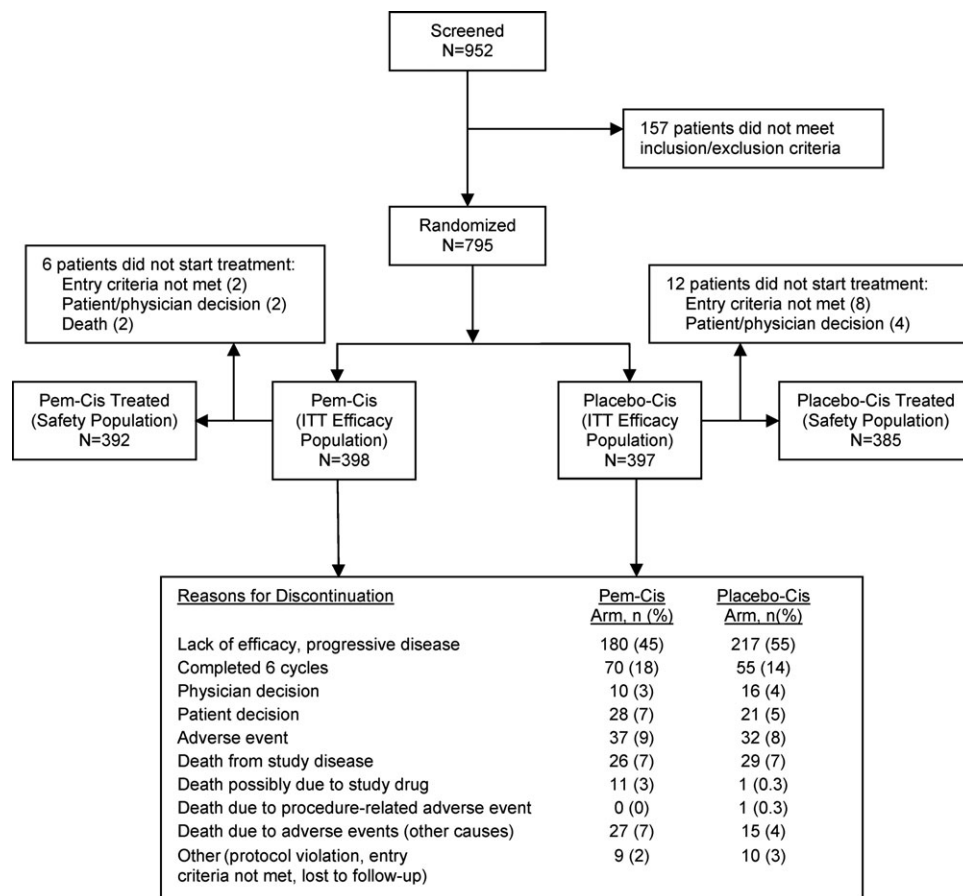 Screened
N=952
157 patients did not meet
inclusion/exclusion criteria
Randomized
N=795
6 patients did not start treatment:
Entry criteria not met (2)
Patient/physician decision (2)
Death (2)
12 patients did not start treatment:
Entry criteria not met (8)
Patient/physician decision (4)
Pem-Cis Treated
(Safety Population)
N=392
Pem-Cis
(ITT Efficacy
Population)
N=398
Placebo-Cis
(ITT Efficacy
Population)
N=397
Placebo-Cis Treated
(Safety Population)
N=385
Reasons for Discontinuation Pem-Cis Placebo-Cis
Arm, n (%) Arm, n(%)
Lack of efficacy, progressive disease 180 (45) 217 (55)
Completed 6 cycles 70 (18) 55 (14)
Physician decision 10 (3) 16 (4)
Patient decision 28 (7) 21 (5)
Adverse event 37 (9) 32 (8)
Death from study disease 26 (7) 29 (7)
Death possibly due to study drug 11 (3) 1 (0.3)
Death due to procedure-related adverse event 0 (0) 1 (0.3)
Death due to adverse events (other causes) 27 (7) 15 (4)
Other (protocol violation, entry 9 (2) 10 (3)
criteria not met, lost to follow-up)